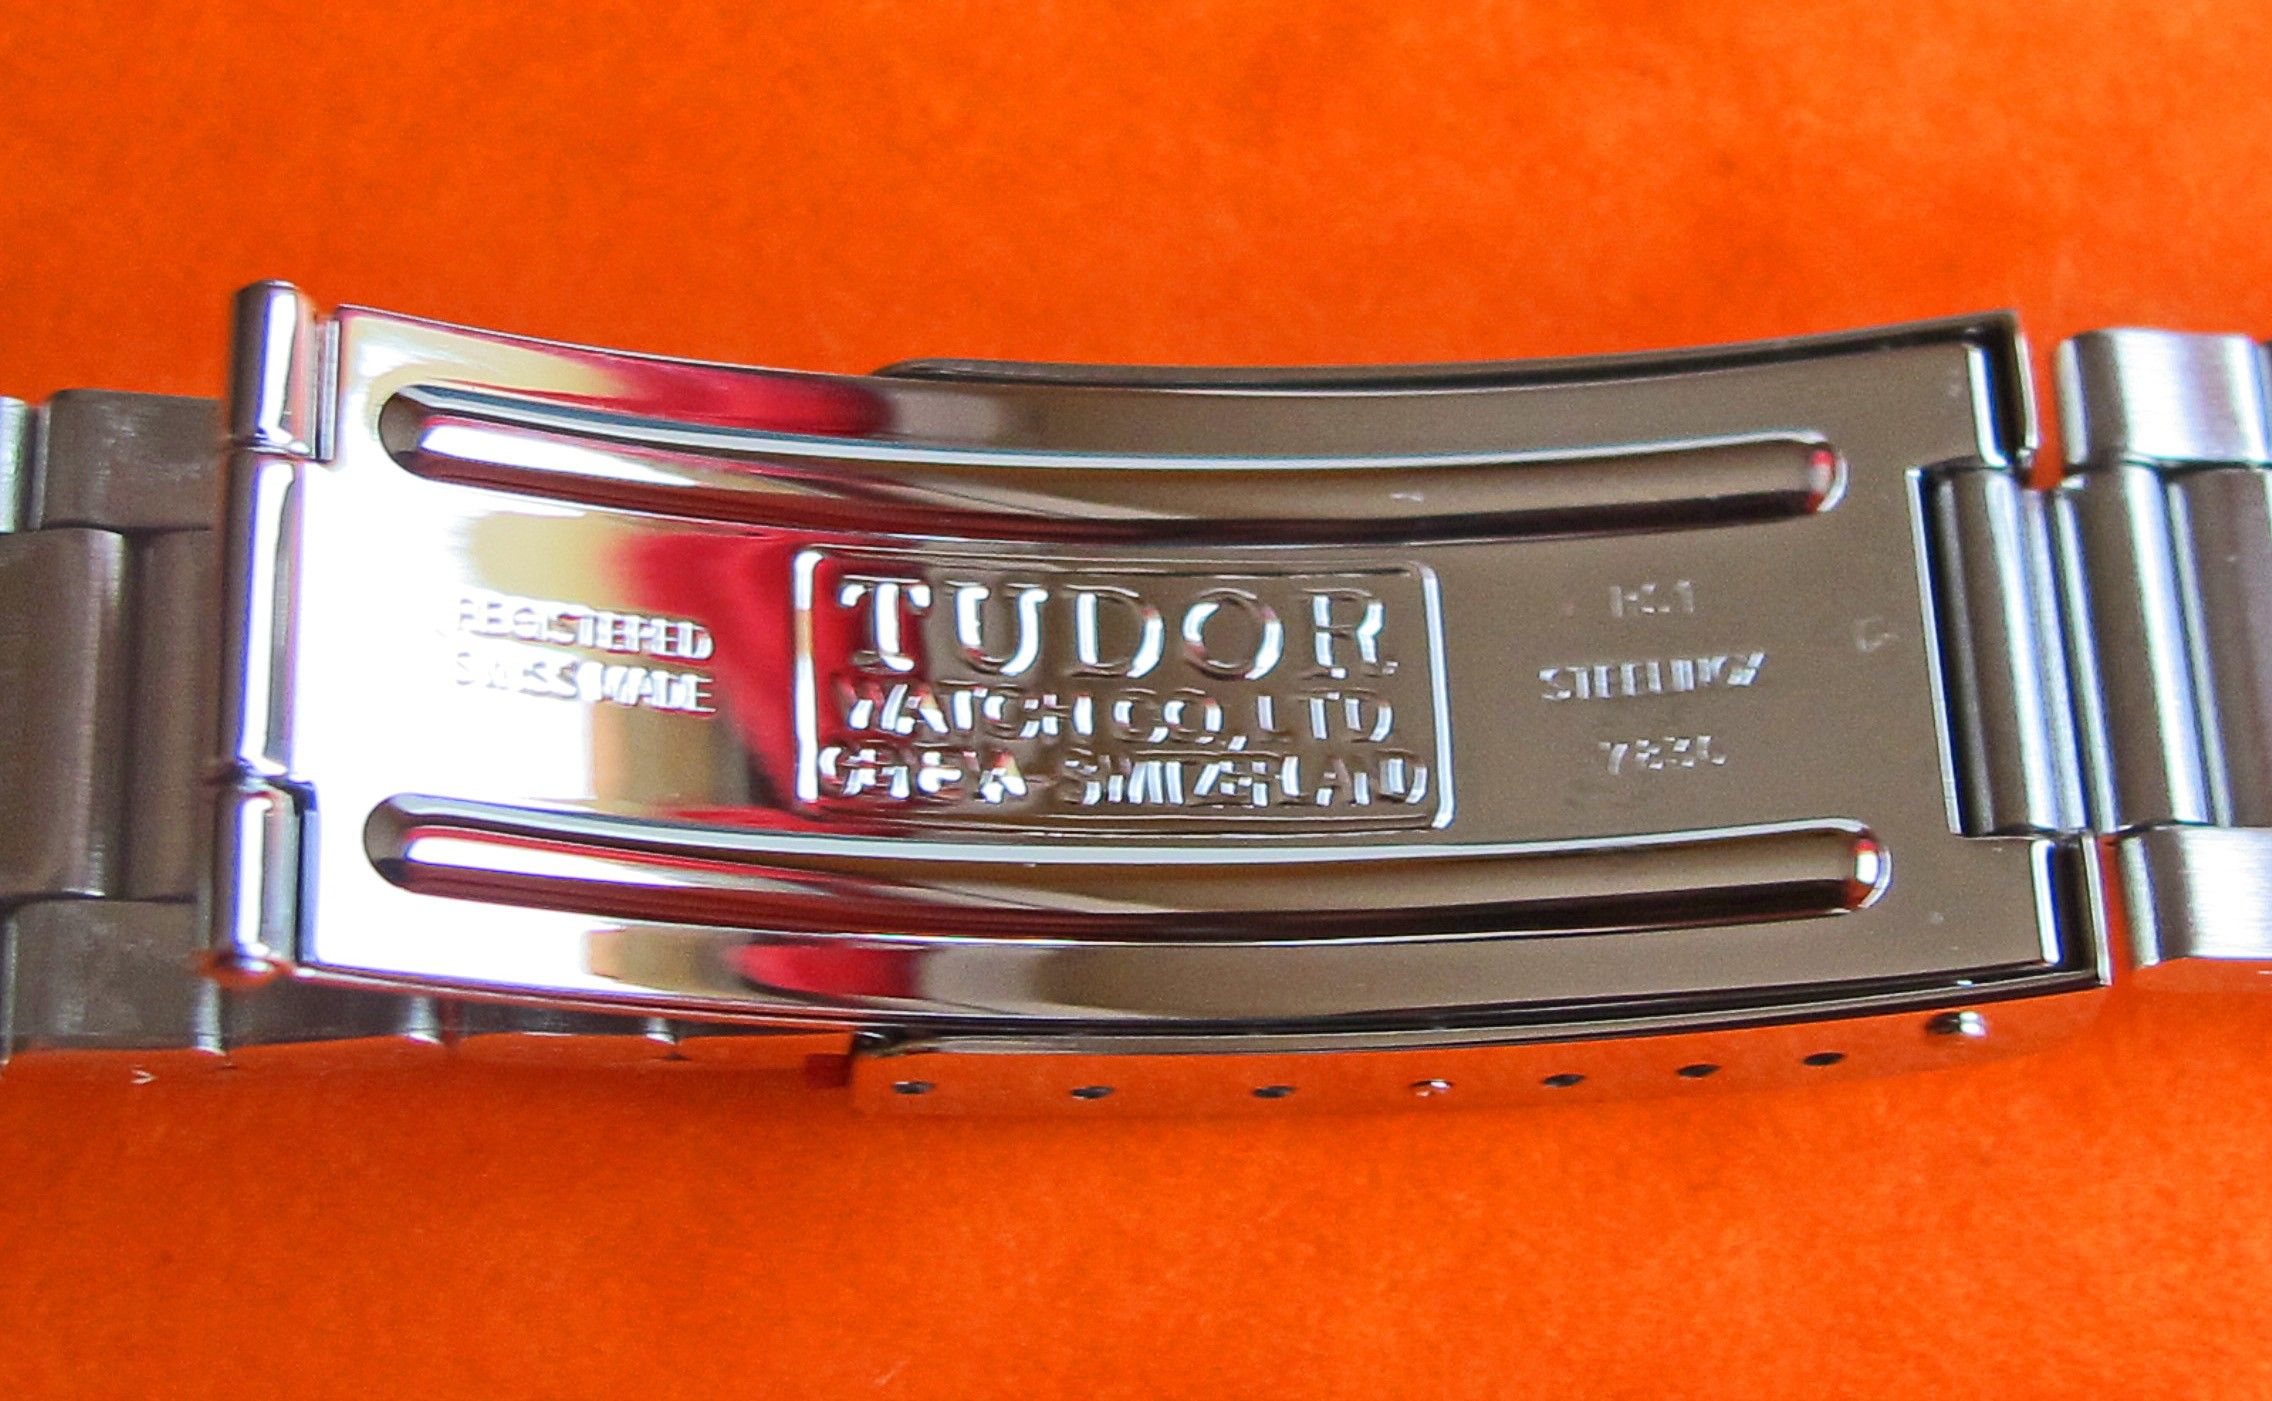 REGISTERED
SWISS MADE
TUDOR
WATCH CO., LTD
GENEVA-SWITZERLAND
STEELINOX